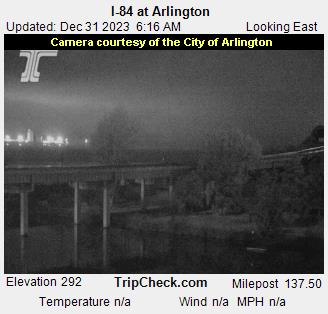 I-84 at Arlington
Updated: Dec 31 2023 6:16 AM Looking East
Camera courtesy of the City of Arlington
Elevation 292 TripCheck.com Milepost 137.50
Temperature n/a Wind n/a MPH n/a